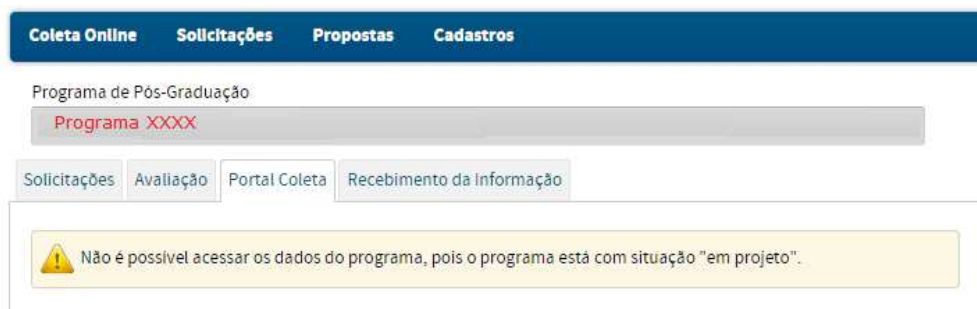 Coleta Online Solicitações Propostas Cadastros
Programa de Pós-Graduação
Programa XXXX
Solicitações Avaliação Portal Coleta Recebimento da Informação
Não é possível acessar os dados do programa, pois o programa está com situação "em projeto".